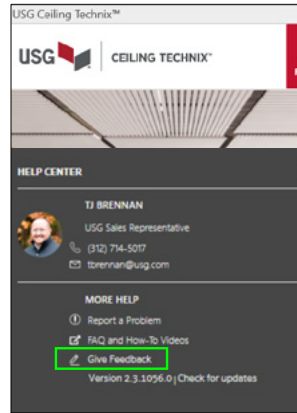 USG Ceiling Technix™
USG CEILING TECHNIX™
HELP CENTER
TJ BRENNAN
USG Sales Representative
(312) 714-5017
tbrennan@usg.com
MORE HELP
Report a Problem
FAQ and How-To Videos
Give Feedback
Version 2.3.1056.0 | Check for updates